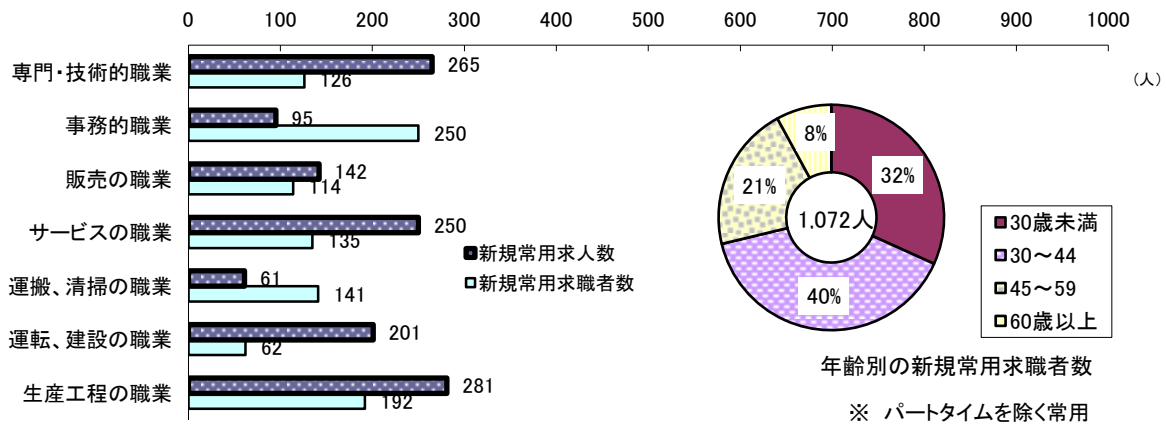 0 100 200 300 400 500 600 700 800 900 1000
(人)
専門・技術的職業 265
126
事務的職業 95
250
販売の職業 142
114
サービスの職業 250
135
運搬、清掃の職業 61
141
運転、建設の職業 201
62
生産工程の職業 281
192
新規常用求人数
新規常用求職者数
8%
32%
21%
1,072人
40%
30歳未満
30～44
45～59
60歳以上
年齢別の新規常用求職者数
※ パートタイムを除く常用